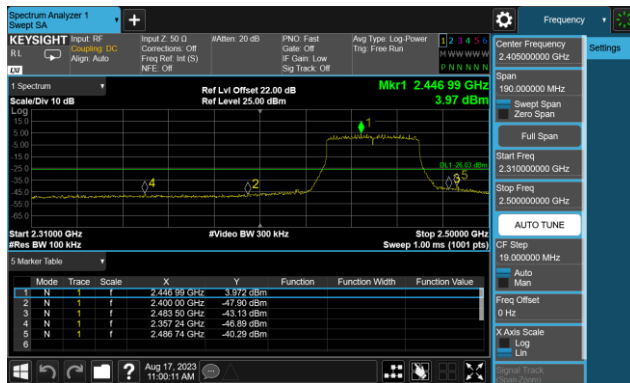 Spectrum Analyzer 1
Swept SA
Frequency
KEYSIGHT Input: RF
R L Coupling: DC
Align: Auto
LXI
Input Z: 50 Ω
Corrections: Off
Freq Ref: Int (S)
NFE: Off
#Atten: 20 dB
PNO: Fast
Gate: Off
IF Gain: Low
Sig Track: Off
Avg Type: Log-Power
Trig: Free Run
1 2 3 4 5 6
M W W W W W
P N N N N N
1 Spectrum
Scale/Div 10 dB
Ref Lvl Offset 22.00 dB
Ref Level 25.00 dBm
Mkr1 2.446 99 GHz
3.97 dBm
Log
15.0
5.00
-5.00
-15.0
-25.0
-35.0
-45.0
-55.0
-65.0
1
DL1 -26.03 dBm
4
2
3
5
Start 2.31000 GHz
#Res BW 100 kHz
#Video BW 300 kHz
Stop 2.50000 GHz
Sweep 1.00 ms (1001 pts)
5 Marker Table
Mode Trace Scale X Y Function Function Width Function Value
1 N 1 f 2.446 99 GHz 3.972 dBm
2 N 1 f 2.400 00 GHz -47.90 dBm
3 N 1 f 2.483 50 GHz -43.13 dBm
4 N 1 f 2.357 24 GHz -46.89 dBm
5 N 1 f 2.486 74 GHz -40.29 dBm
6
Aug 17, 2023
11:00:11 AM
Settings
Center Frequency
2.405000000 GHz
Span
190.000000 MHz
Swept Span
Zero Span
Full Span
Start Freq
2.310000000 GHz
Stop Freq
2.500000000 GHz
AUTO TUNE
CF Step
19.000000 MHz
Auto
Man
Freq Offset
0 Hz
X Axis Scale
Log
Lin
Signal Track
(Span Zoom)